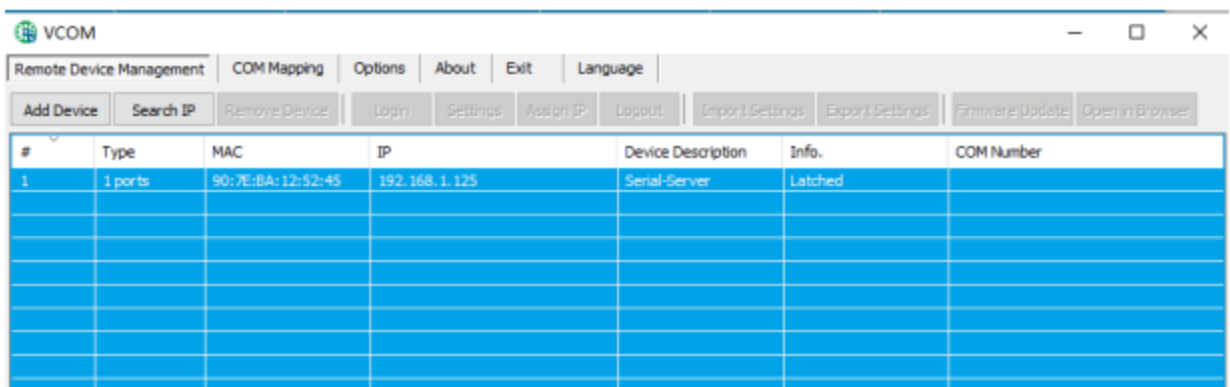 VCOM
Remote Device Management COM Mapping Options About Exit Language
Add Device Search IP Remove Device Login Settings Assign IP Logout Import Settings Export Settings Firmware Update Open in Browser
# Type MAC IP Device Description Info. COM Number
1 1 ports 90:7E:BA:12:52:45 192.168.1.125 Serial-Server Latched